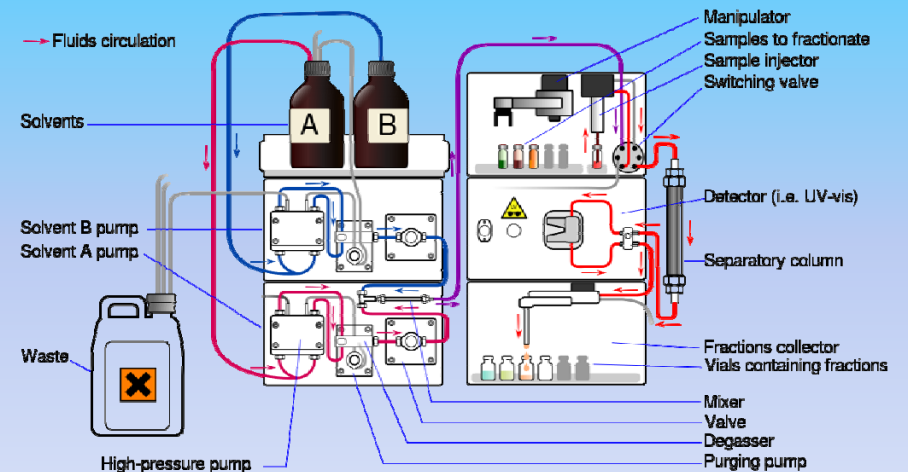 Fluids circulation
Manipulator
Samples to fractionate
Sample injector
Switching valve
Solvents
A
B
Detector (i.e. UV-vis)
Solvent B pump
Solvent A pump
Separatory column
Waste
Fractions collector
Vials containing fractions
Mixer
Valve
Degasser
High-pressure pump
Purging pump